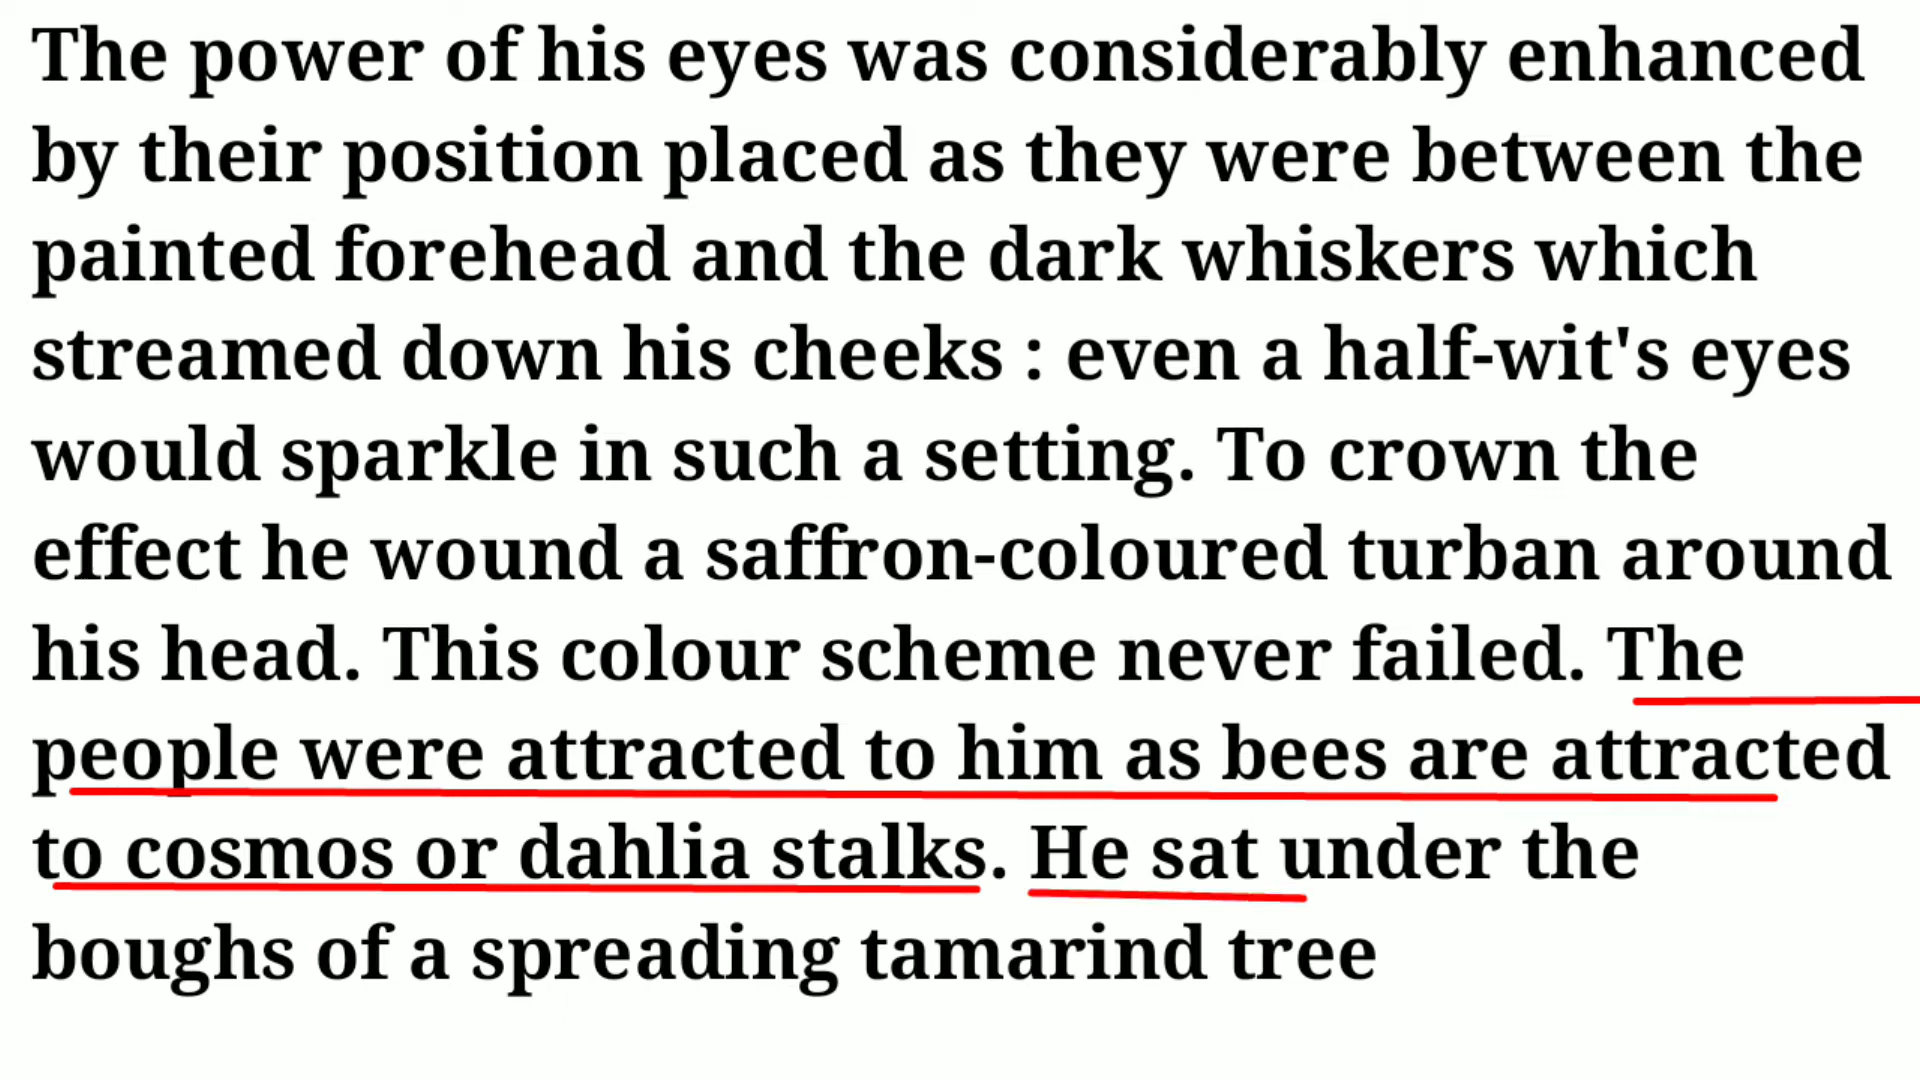 The power of his eyes was considerably enhanced
by their position placed as they were between the
painted forehead and the dark whiskers which
streamed down his cheeks : even a half-wit's eyes
would sparkle in such a setting. To crown the
effect he wound a saffron-coloured turban around
his head. This colour scheme never failed. The
people were attracted to him as bees are attracted
to cosmos or dahlia stalks. He sat under the
boughs of a spreading tamarind tree